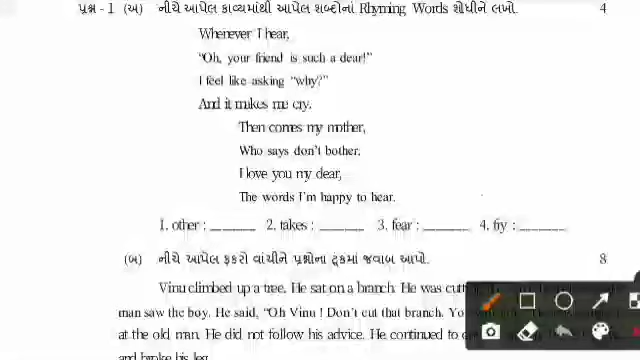 પ્રશ્ન - 1 (અ) નીચે આપેલ કાવ્યમાંથી આપેલ શબ્દોનાં Rhyming Words શોધીને લખો. 4
Whenever I hear,
“Oh, your friend is such a dear!”
I feel like asking “why?”
And it makes me cry.
Then comes my mother,
Who says don’t bother,
I love you my dear,
The words I’m happy to hear.
1. other : ______ 2. takes : ______ 3. fear : ______ 4. fry : ______
(બ) નીચે આપેલ ફકરો વાંચીને પ્રશ્નોના ટૂંકમાં જવાબ આપો. 8
Vinu climbed up a tree. He sat on a branch. He was
man saw the boy. He said, “Oh Vinu ! Don’t cut that branch.
at the old man. He did not follow his advice. He continued to
and broke his leg.